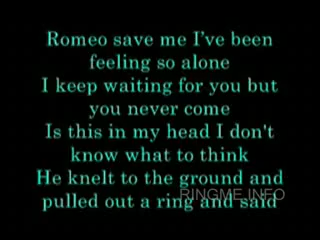 Romeo save me I've been
feeling so alone
I keep waiting for you but
you never come
Is this in my head I don't
know what to think
He knelt to the ground and
RINGME.INFO
pulled out a ring and said